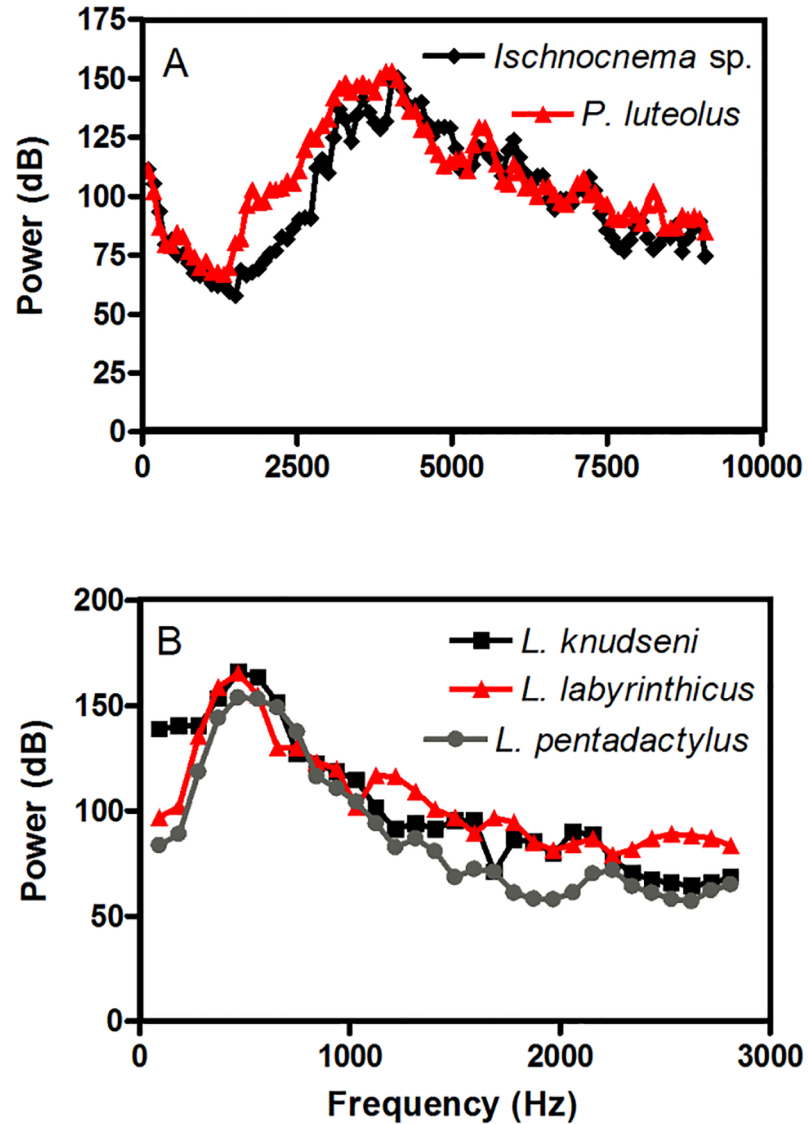 175
150
125
100
75
50
25
0
Power (dB)
A
Ischnocnema sp.
P. luteolus
0 2500 5000 7500 10000
200
150
100
50
0
Power (dB)
B
L. knudseni
L. labyrinthicus
L. pentadactylus
0 1000 2000 3000
Frequency (Hz)